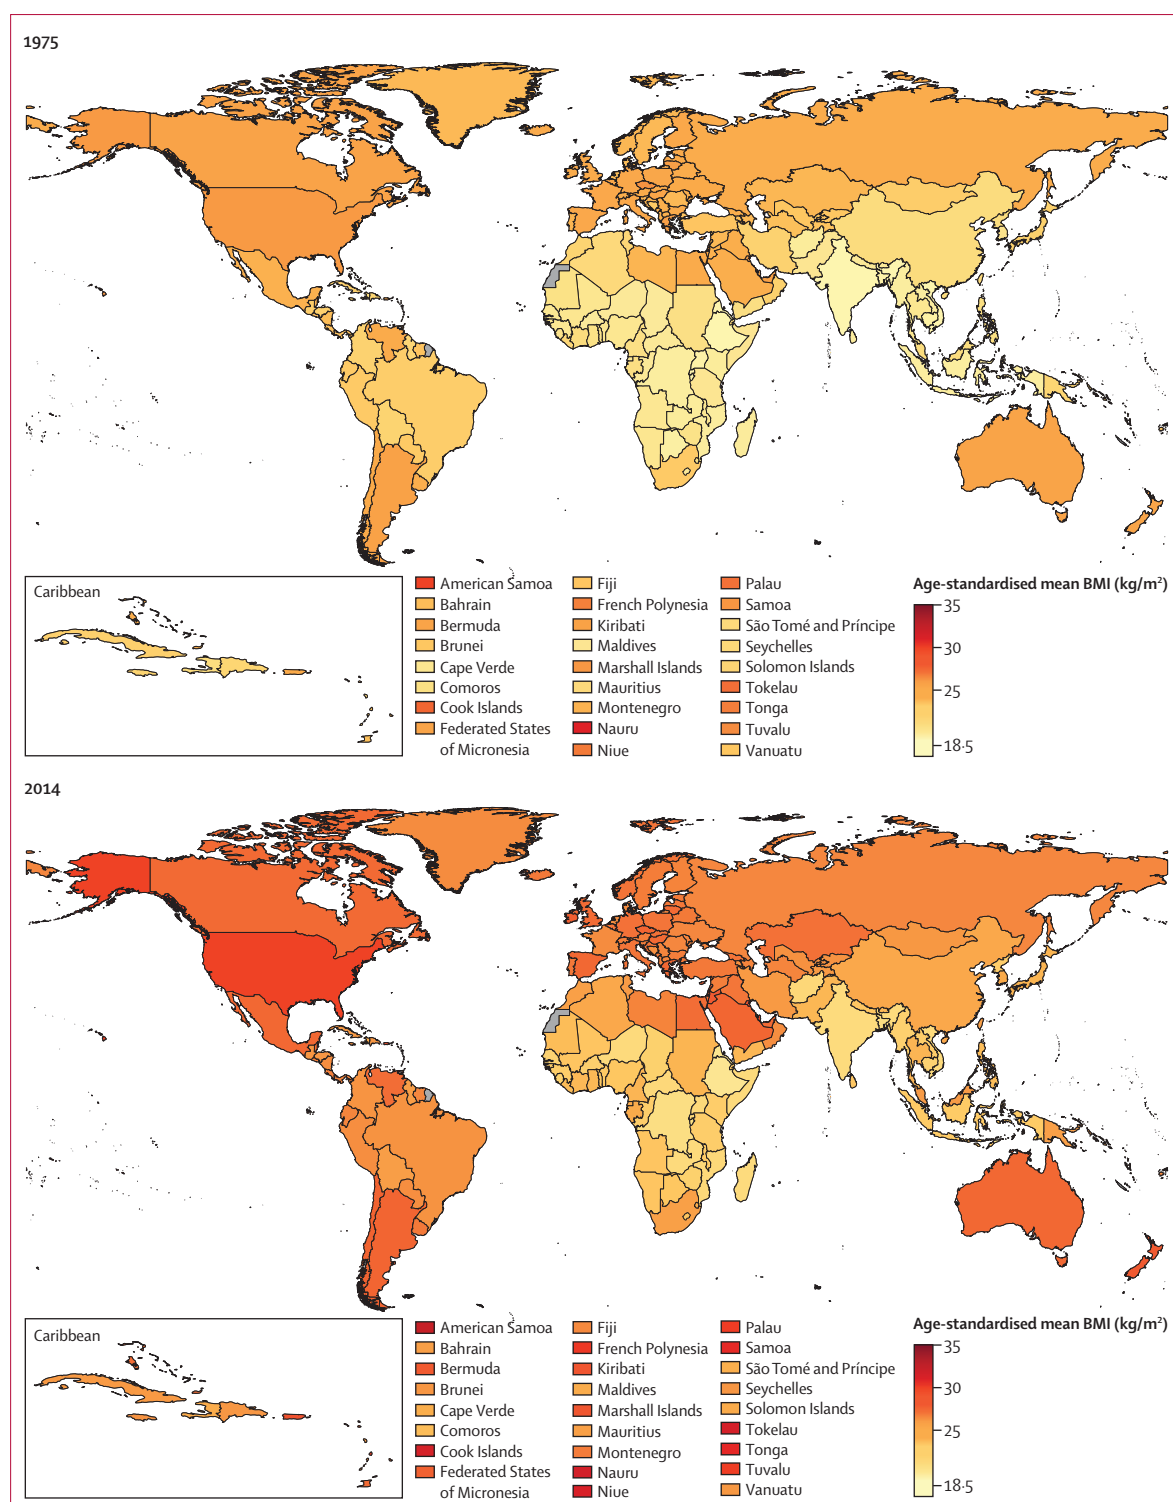 1975
Caribbean
American Samoa
Bahrain
Bermuda
Brunei
Cape Verde
Comoros
Cook Islands
Federated States
of Micronesia
Fiji
French Polynesia
Kiribati
Maldives
Marshall Islands
Mauritius
Montenegro
Nauru
Niue
Palau
Samoa
São Tomé and Príncipe
Seychelles
Solomon Islands
Tokelau
Tonga
Tuvalu
Vanuatu
Age-standardised mean BMI (kg/m²)
35
30
25
18·5
2014
Caribbean
American Samoa
Bahrain
Bermuda
Brunei
Cape Verde
Comoros
Cook Islands
Federated States
of Micronesia
Fiji
French Polynesia
Kiribati
Maldives
Marshall Islands
Mauritius
Montenegro
Nauru
Niue
Palau
Samoa
São Tomé and Príncipe
Seychelles
Solomon Islands
Tokelau
Tonga
Tuvalu
Vanuatu
Age-standardised mean BMI (kg/m²)
35
30
25
18·5